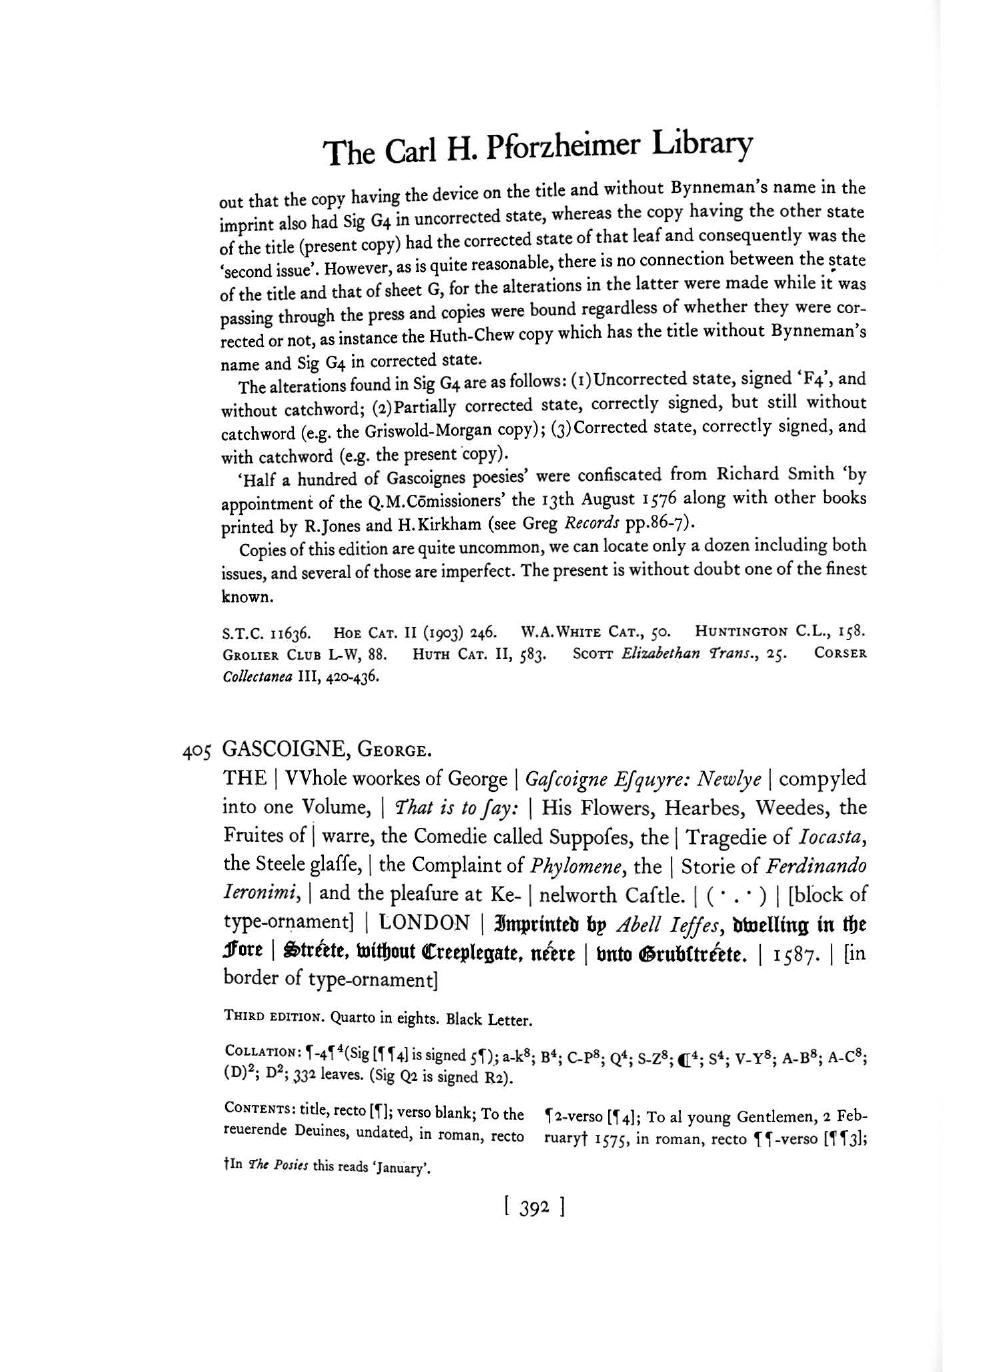 The Carl H. Pforzheimer Library
out that the copy having the device on the title and without Bynneman's name in the
imprint also had Sig G4 in uncorrected state, whereas the copy having the other state
of the title (present copy) had the corrected state of that leaf and consequently was the
'second issue'. However, as is quite reasonable, there is no connection between the state
of the title and that of sheet G, for the alterations in the latter were made while it was
passing through the press and copies were bound regardless of whether they were cor-
rected or not, as instance the Huth-Chew copy which has the title without Bynneman's
name and Sig G4 in corrected state.
The alterations found in Sig G4 are as follows: (1)Uncorrected state, signed 'F4', and
without catchword; (2)Partially corrected state, correctly signed, but still without
catchword (e.g. the Griswold-Morgan copy); (3)Corrected state, correctly signed, and
with catchword (e.g. the present copy).
'Half a hundred of Gascoignes poesies' were confiscated from Richard Smith 'by
appointment of the Q.M.Cōmissioners' the 13th August 1576 along with other books
printed by R.Jones and H.Kirkham (see Greg Records pp.86-7).
Copies of this edition are quite uncommon, we can locate only a dozen including both
issues, and several of those are imperfect. The present is without doubt one of the finest
known.
S.T.C. 11636. Hoe Cat. II (1903) 246. W.A.White Cat., 50. Huntington C.L., 158.
Grolier Club L-W, 88. Huth Cat. II, 583. Scott Elizabethan Trans., 25. Corser
Collectanea III, 420-436.
405 GASCOIGNE, George.
THE | VVhole woorkes of George | Gaſcoigne Eſquyre: Newlye | compyled
into one Volume, | That is to ſay: | His Flowers, Hearbes, Weedes, the
Fruites of | warre, the Comedie called Suppoſes, the | Tragedie of Iocasta,
the Steele glaſſe, | the Complaint of Phylomene, the | Storie of Ferdinando
Ieronimi, | and the pleaſure at Ke- | nelworth Caſtle. | ( · . · ) | [block of
type-ornament] | LONDON | Imprinted by Abell Ieffes, dwelling in the
Fore | Stréete, without Creeplegate, néere | vnto Grubſtréete. | 1587. | [in
border of type-ornament]
Third edition. Quarto in eights. Black Letter.
Collation: ¶-4¶⁴(Sig [¶¶4] is signed 5¶); a-k⁸; B⁴; C-P⁸; Q⁴; S-Z⁸; ¶⁴; S⁴; V-Y⁸; A-B⁸; A-C⁸;
(D)²; D²; 332 leaves. (Sig Q2 is signed R2).
Contents: title, recto [¶]; verso blank; To the
reuerende Deuines, undated, in roman, recto
¶2-verso [¶4]; To al young Gentlemen, 2 Feb-
ruary† 1575, in roman, recto ¶¶-verso [¶¶3];
†In The Posies this reads 'January'.
[ 392 ]